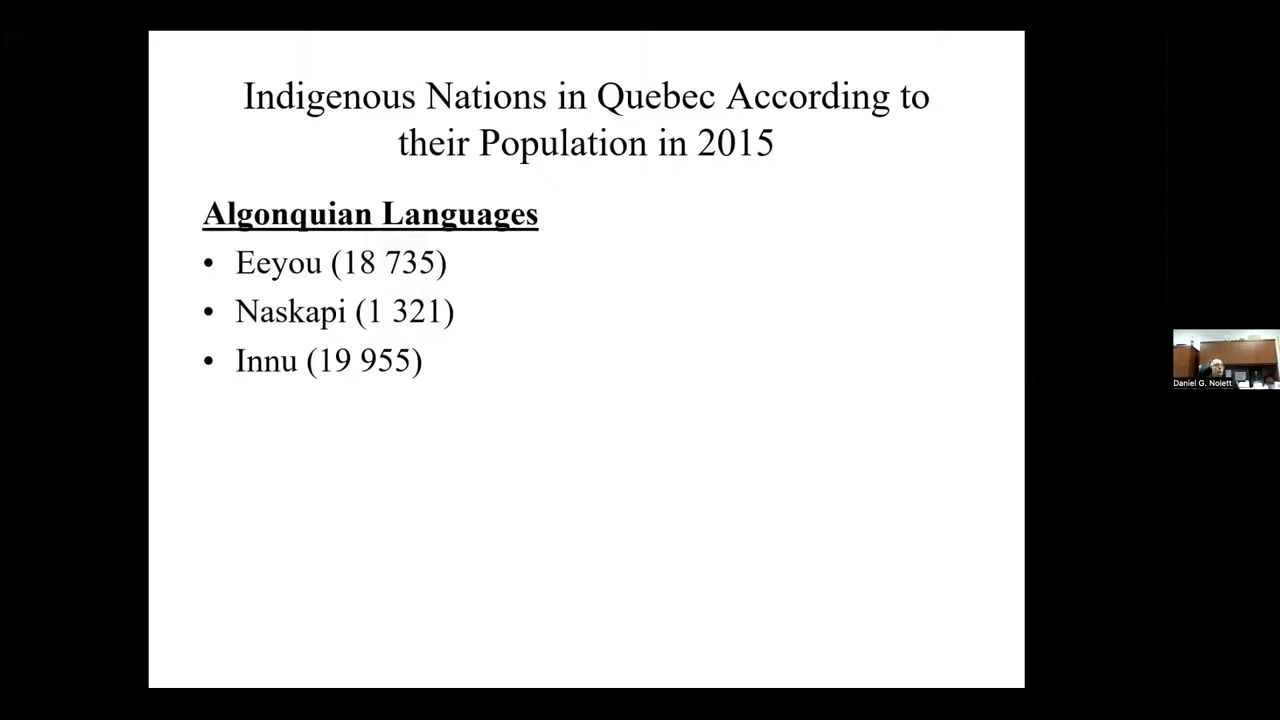 Indigenous Nations in Quebec According to
their Population in 2015
Algonquian Languages
• Eeyou (18 735)
• Naskapi (1 321)
• Innu (19 955)
Daniel G. Nolett